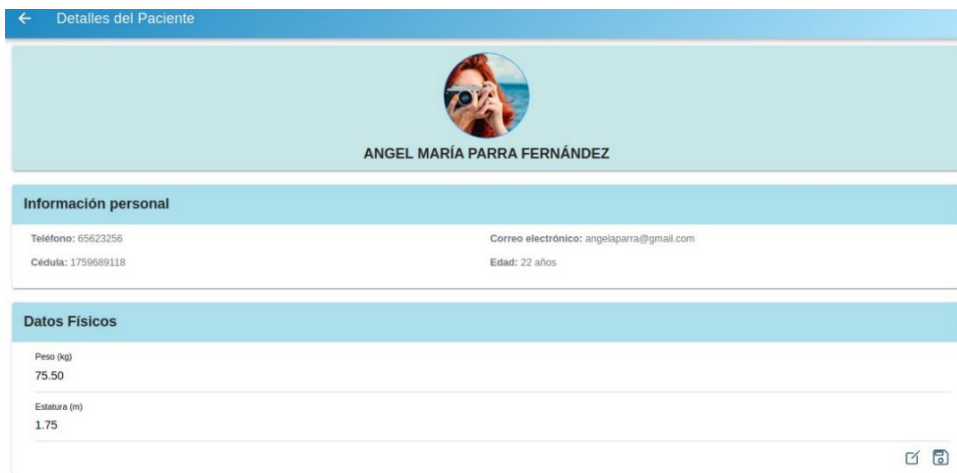 Detalles del Paciente
ANGEL MARÍA PARRA FERNÁNDEZ
Información personal
Teléfono: 65623256
Correo electrónico: angelaparra@gmail.com
Cédula: 1759689118
Edad: 22 años
Datos Físicos
Peso (kg)
75.50
Estatura (m)
1.75